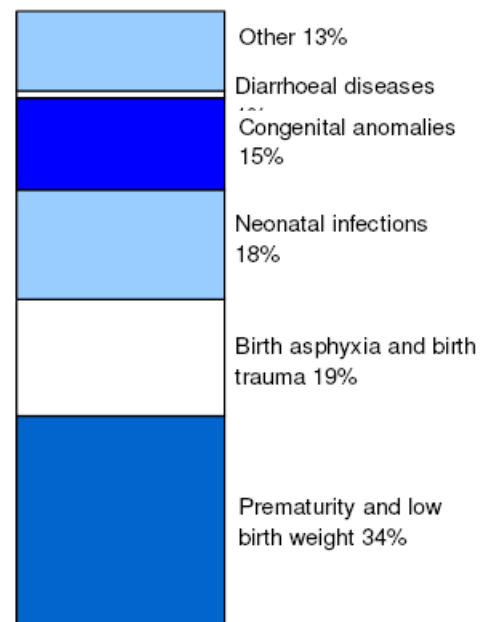 Other 13%
Diarrhoeal diseases
Congenital anomalies
15%
Neonatal infections
18%
Birth asphyxia and birth
trauma 19%
Prematurity and low
birth weight 34%